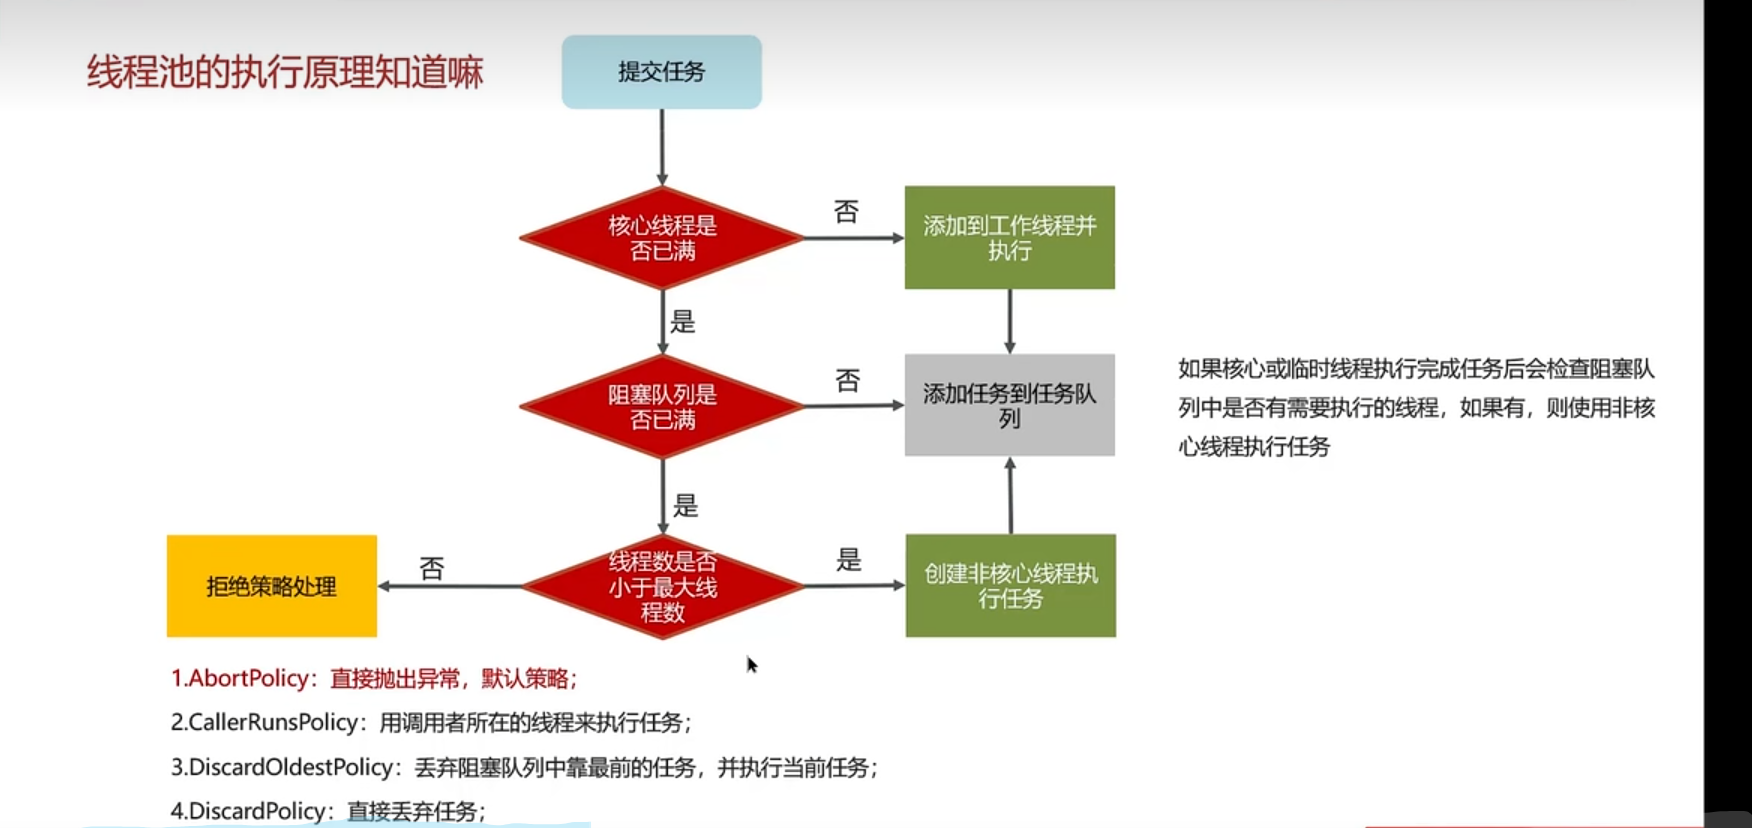 线程池的执行原理知道嘛
提交任务
核心线程是
否已满
否
添加到工作线程并
执行
是
阻塞队列是
否已满
否
添加任务到任务队
列
如果核心或临时线程执行完成任务后会检查阻塞队
列中是否有需要执行的线程，如果有，则使用非核
心线程执行任务
是
拒绝策略处理
否
线程数是否
小于最大线
程数
是
创建非核心线程执
行任务
1.AbortPolicy：直接抛出异常，默认策略；
2.CallerRunsPolicy：用调用者所在的线程来执行任务；
3.DiscardOldestPolicy：丢弃阻塞队列中靠最前的任务，并执行当前任务；
4.DiscardPolicy：直接丢弃任务；